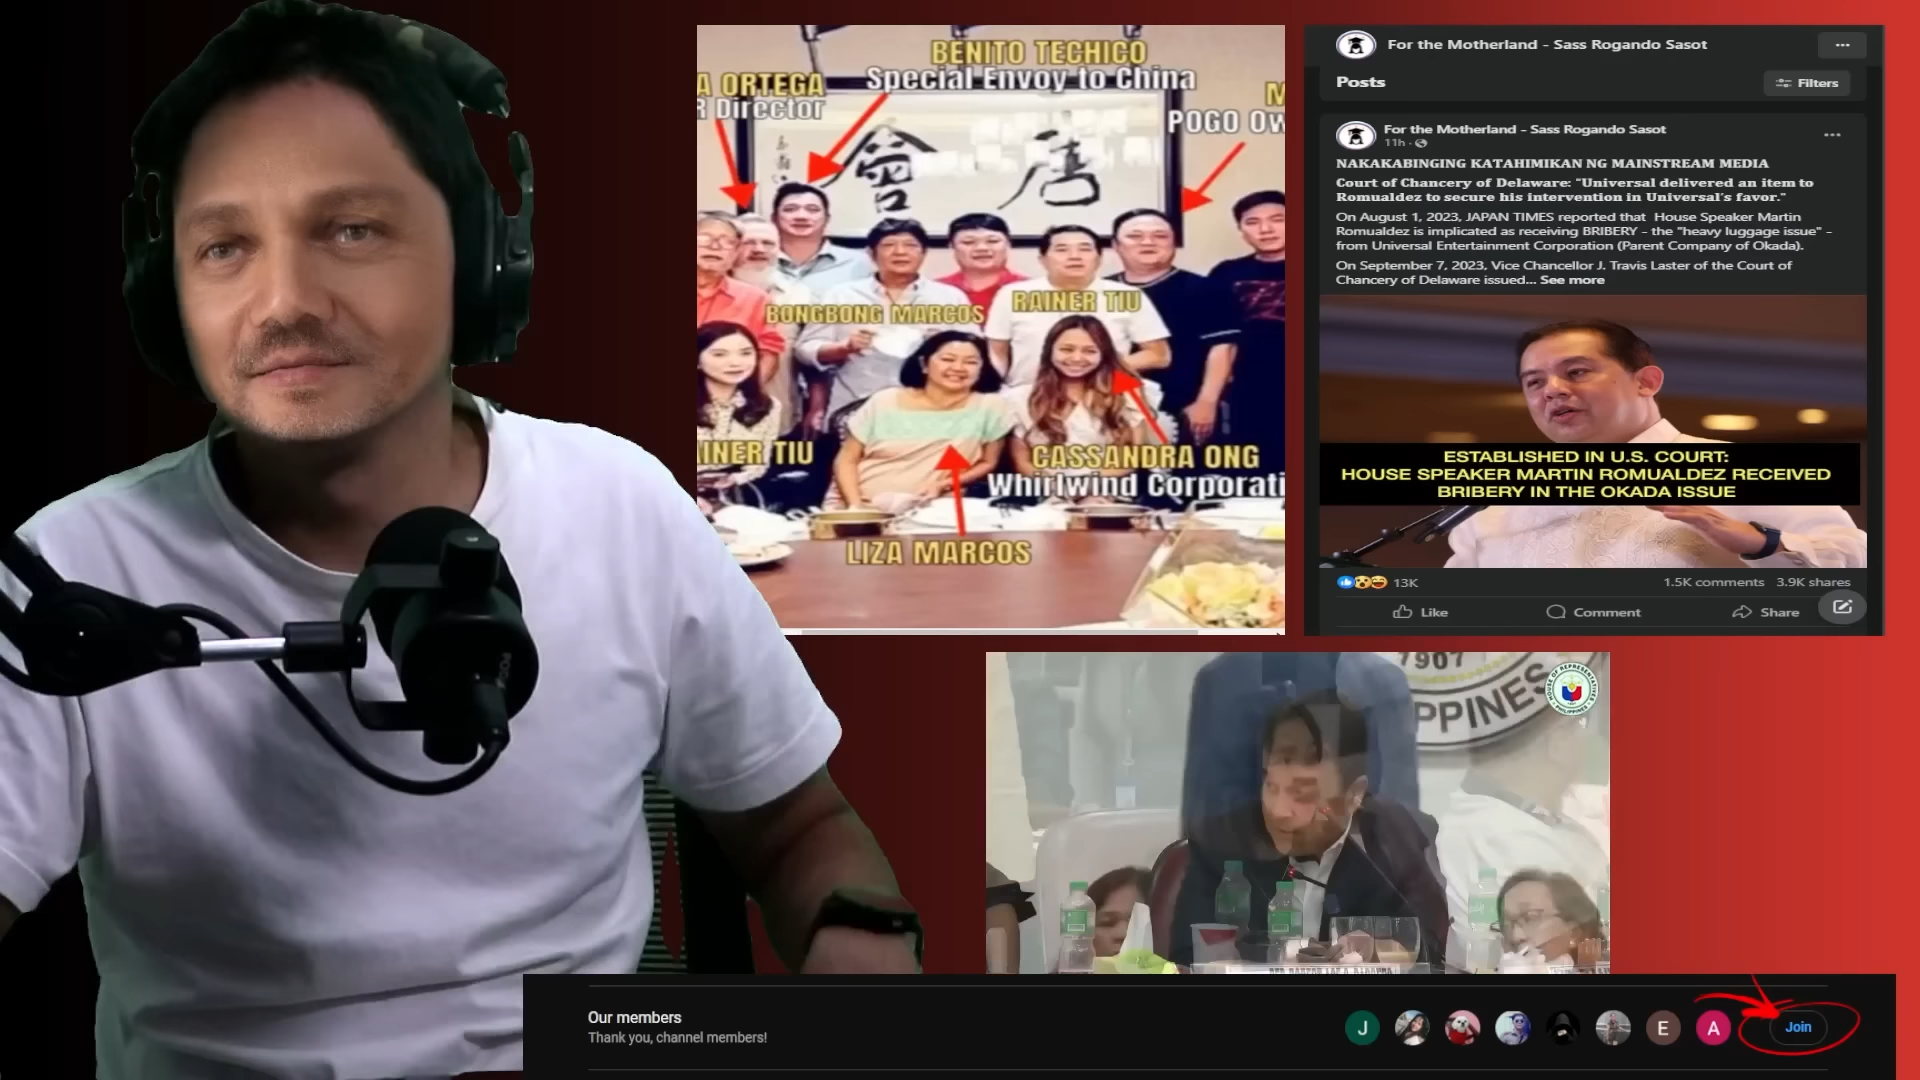 BENITO TECHICO
Special Envoy to China
A ORTEGA
R Director
POGO Ow
會
BONGBONG MARCOS
RAINER TIU
INER TIU
CASSANDRA ONG
Whirlwind Corporati
LIZA MARCOS
For the Motherland - Sass Rogando Sasot
Posts
Filters
For the Motherland - Sass Rogando Sasot
11h
NAKAKABINGING KATAHIMIKAN NG MAINSTREAM MEDIA
Court of Chancery of Delaware: "Universal delivered an item to
Romualdez to secure his intervention in Universal's favor."
On August 1, 2023, JAPAN TIMES reported that House Speaker Martin
Romualdez is implicated as receiving BRIBERY - the "heavy luggage issue" -
from Universal Entertainment Corporation (Parent Company of Okada).
On September 7, 2023, Vice Chancellor J. Travis Laster of the Court of
Chancery of Delaware issued... See more
ESTABLISHED IN U.S. COURT:
HOUSE SPEAKER MARTIN ROMUALDEZ RECEIVED
BRIBERY IN THE OKADA ISSUE
13K
1.5K comments 3.9K shares
Like
Comment
Share
1907
PPINES
HOUSE OF REPRESENTATIVES
PHILIPPINES
Our members
Thank you, channel members!
J
E
A
Join